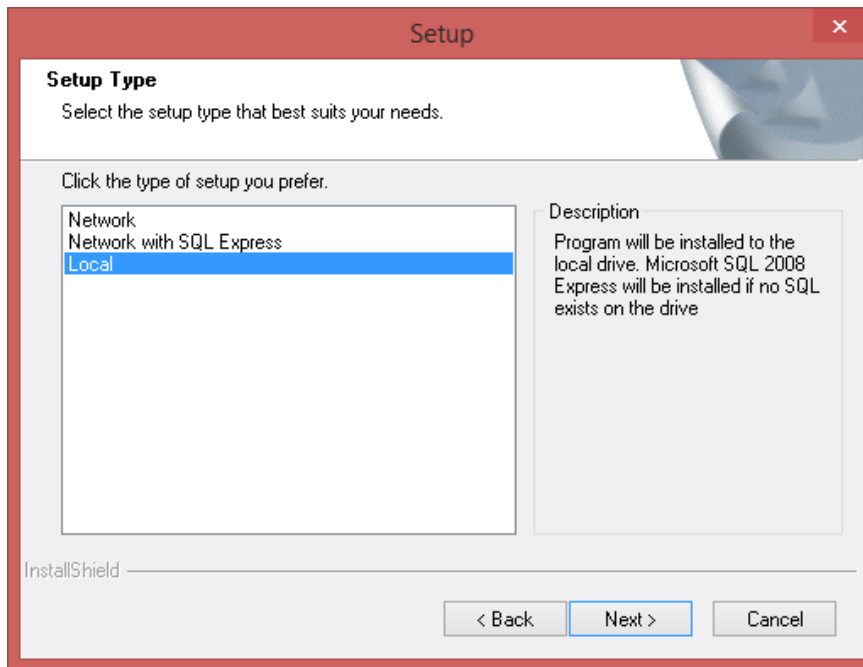 Setup
Setup Type
Select the setup type that best suits your needs.
Click the type of setup you prefer.
Network
Network with SQL Express
Local
Description
Program will be installed to the
local drive. Microsoft SQL 2008
Express will be installed if no SQL
exists on the drive
InstallShield
< Back
Next >
Cancel